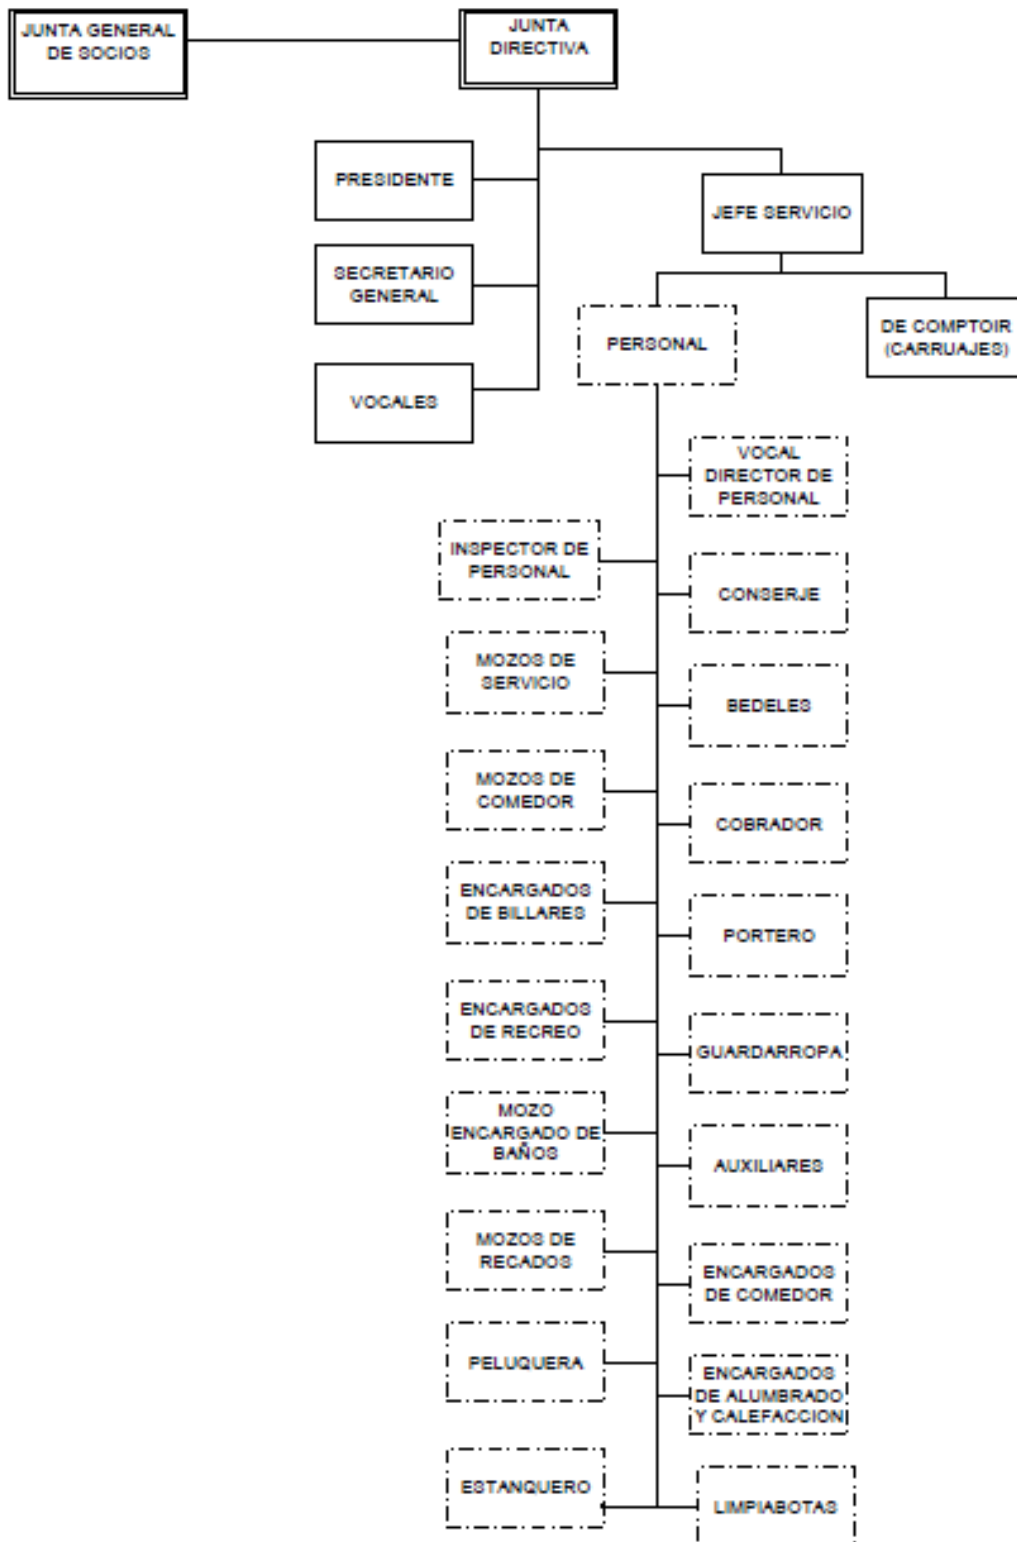 JUNTA GENERAL
DE SOCIOS
JUNTA
DIRECTIVA
PRESIDENTE
JEFE SERVICIO
SECRETARIO
GENERAL
PERSONAL
DE COMPTOIR
(CARRUAJES)
VOCALES
VOCAL
DIRECTOR DE
PERSONAL
INSPECTOR DE
PERSONAL
CONSERJE
MOZOS DE
SERVICIO
BEDELES
MOZOS DE
COMEDOR
COBRADOR
ENCARGADOS
DE BILLARES
PORTERO
ENCARGADOS
DE RECREO
GUARDARROPA
MOZO
ENCARGADO DE
BAÑOS
AUXILIARES
MOZOS DE
RECADOS
ENCARGADOS
DE COMEDOR
PELUQUERA
ENCARGADOS
DE ALUMBRADO
Y CALEFACCION
ESTANQUERO
LIMPIABOTAS